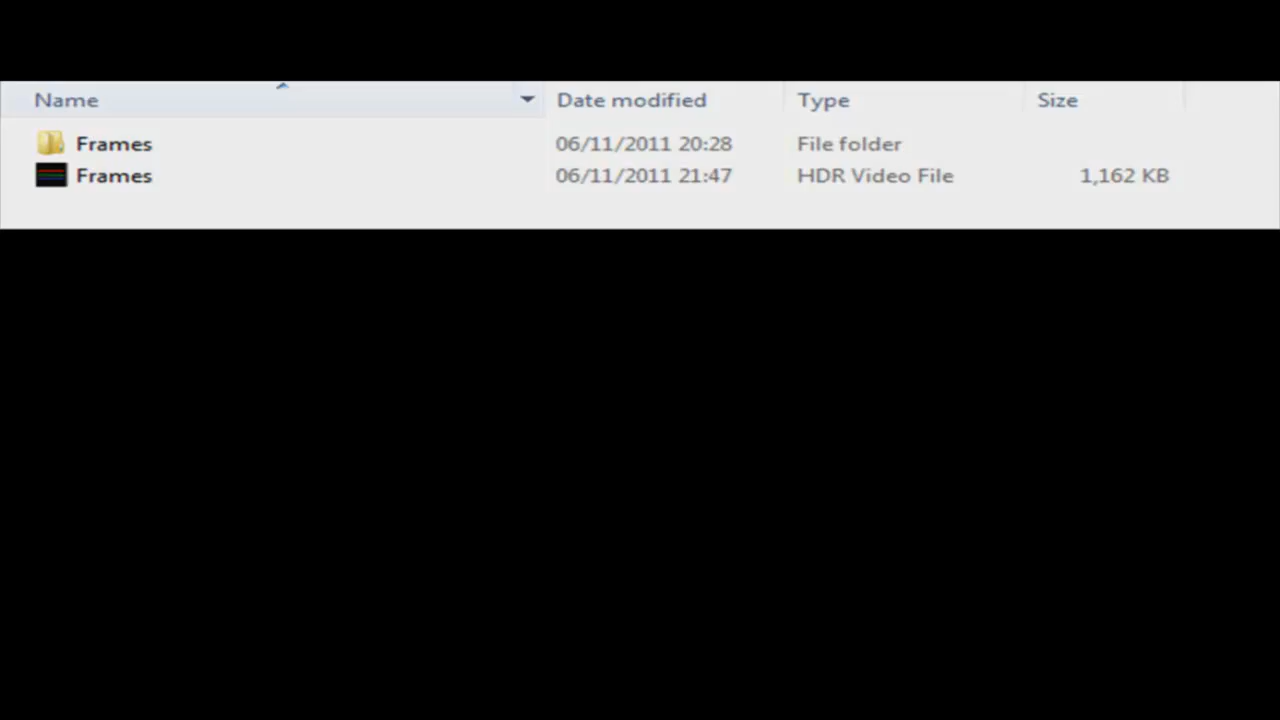 Name Date modified Type Size
Frames 06/11/2011 20:28 File folder
Frames 06/11/2011 21:47 HDR Video File 1,162 KB